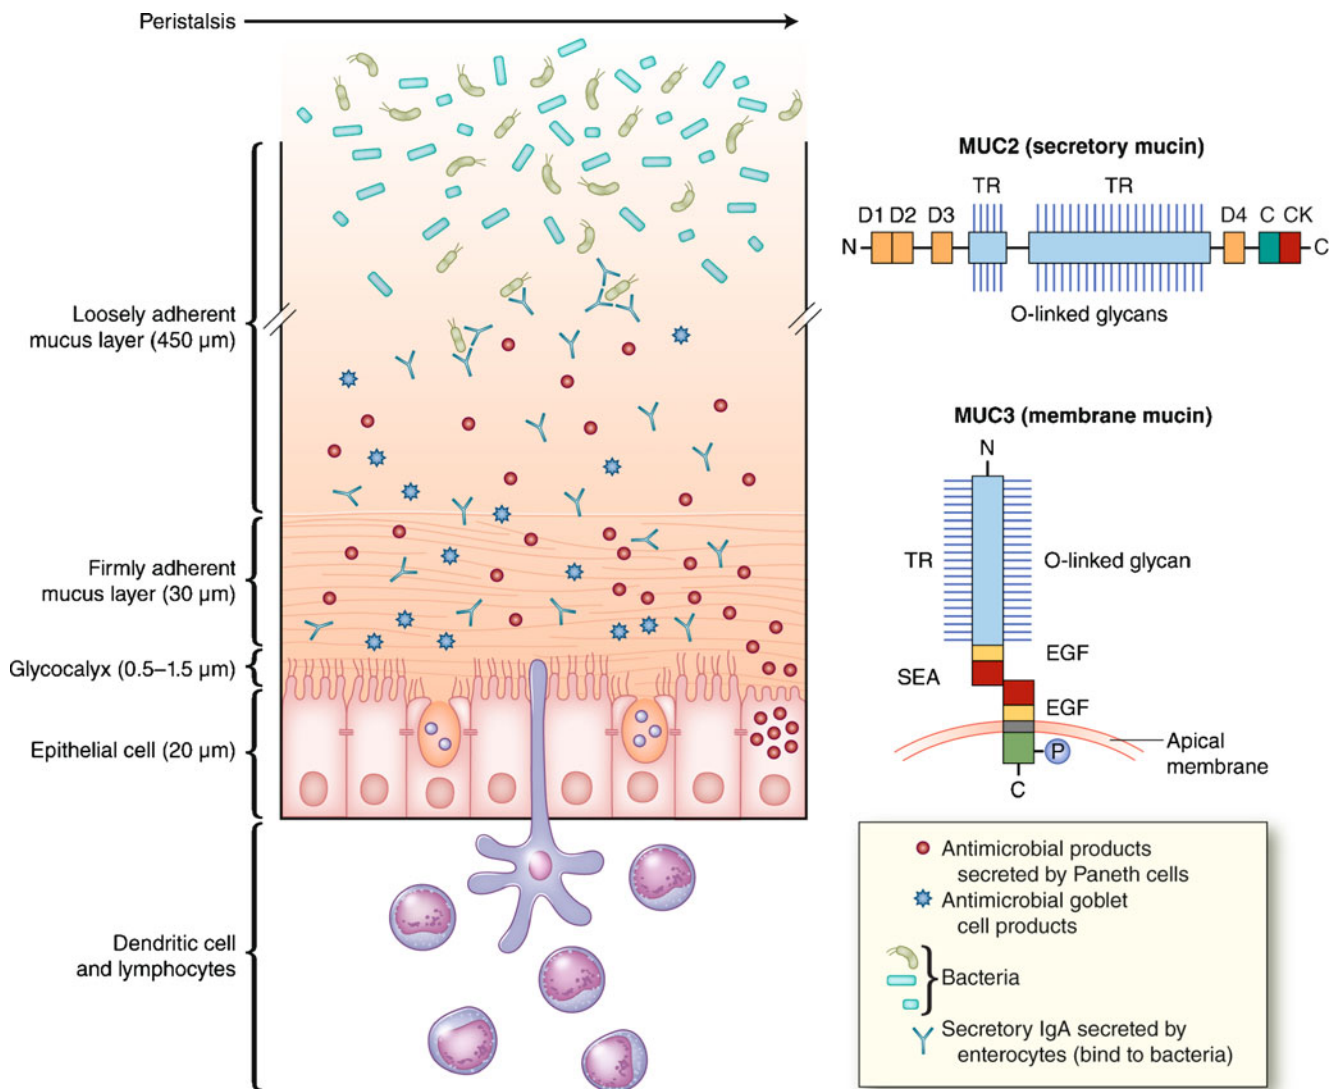 Peristalsis
Loosely adherent
mucus layer (450 µm)
Firmly adherent
mucus layer (30 µm)
Glycocalyx (0.5–1.5 µm)
Epithelial cell (20 µm)
Dendritic cell
and lymphocytes
MUC2 (secretory mucin)
TR TR
D1 D2 D3 D4 C CK
N C
O-linked glycans
MUC3 (membrane mucin)
N
TR O-linked glycan
EGF
SEA
EGF
P
Apical
membrane
C
Antimicrobial products
secreted by Paneth cells
Antimicrobial goblet
cell products
Bacteria
Secretory IgA secreted by
enterocytes (bind to bacteria)